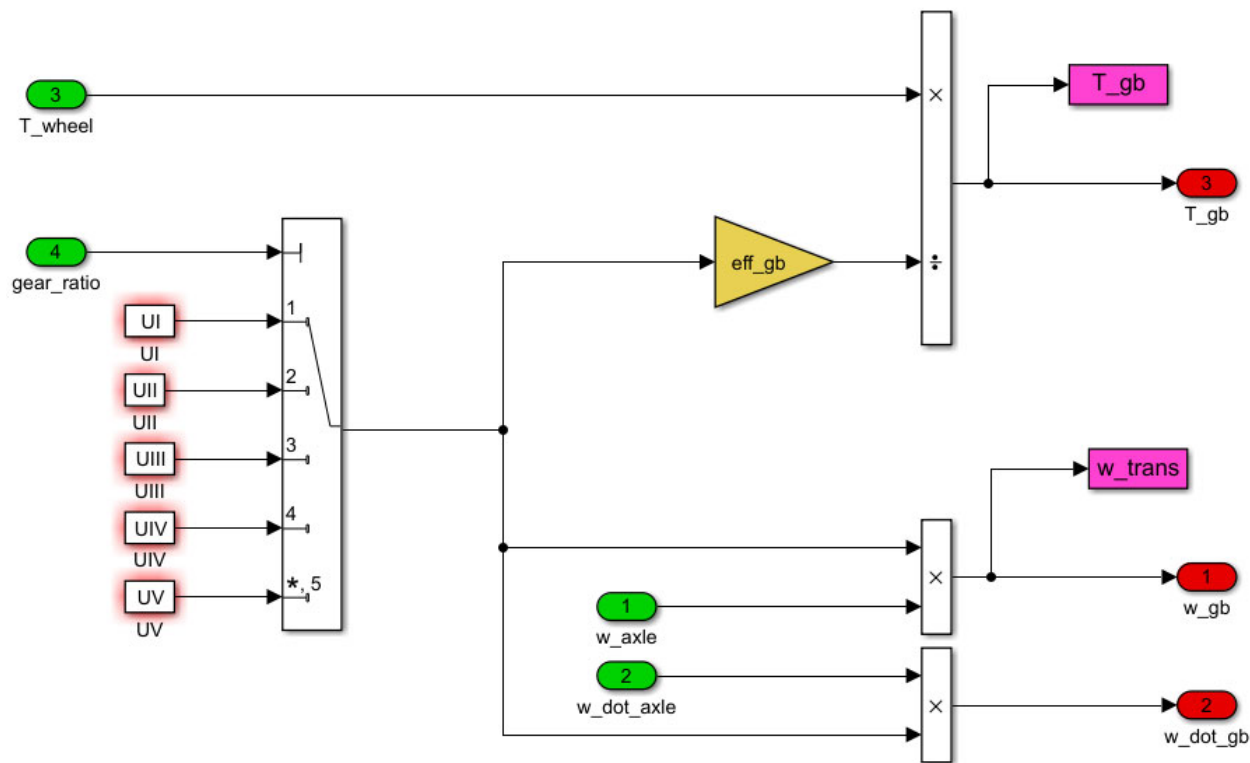 3
T_wheel
×
T_gb
3
T_gb
4
gear_ratio
eff_gb
÷
1
UI
UI
2
UII
UII
3
UIII
UIII
4
UIV
UIV
*, 5
UV
UV
w_trans
×
1
w_gb
1
w_axle
2
w_dot_axle
×
2
w_dot_gb